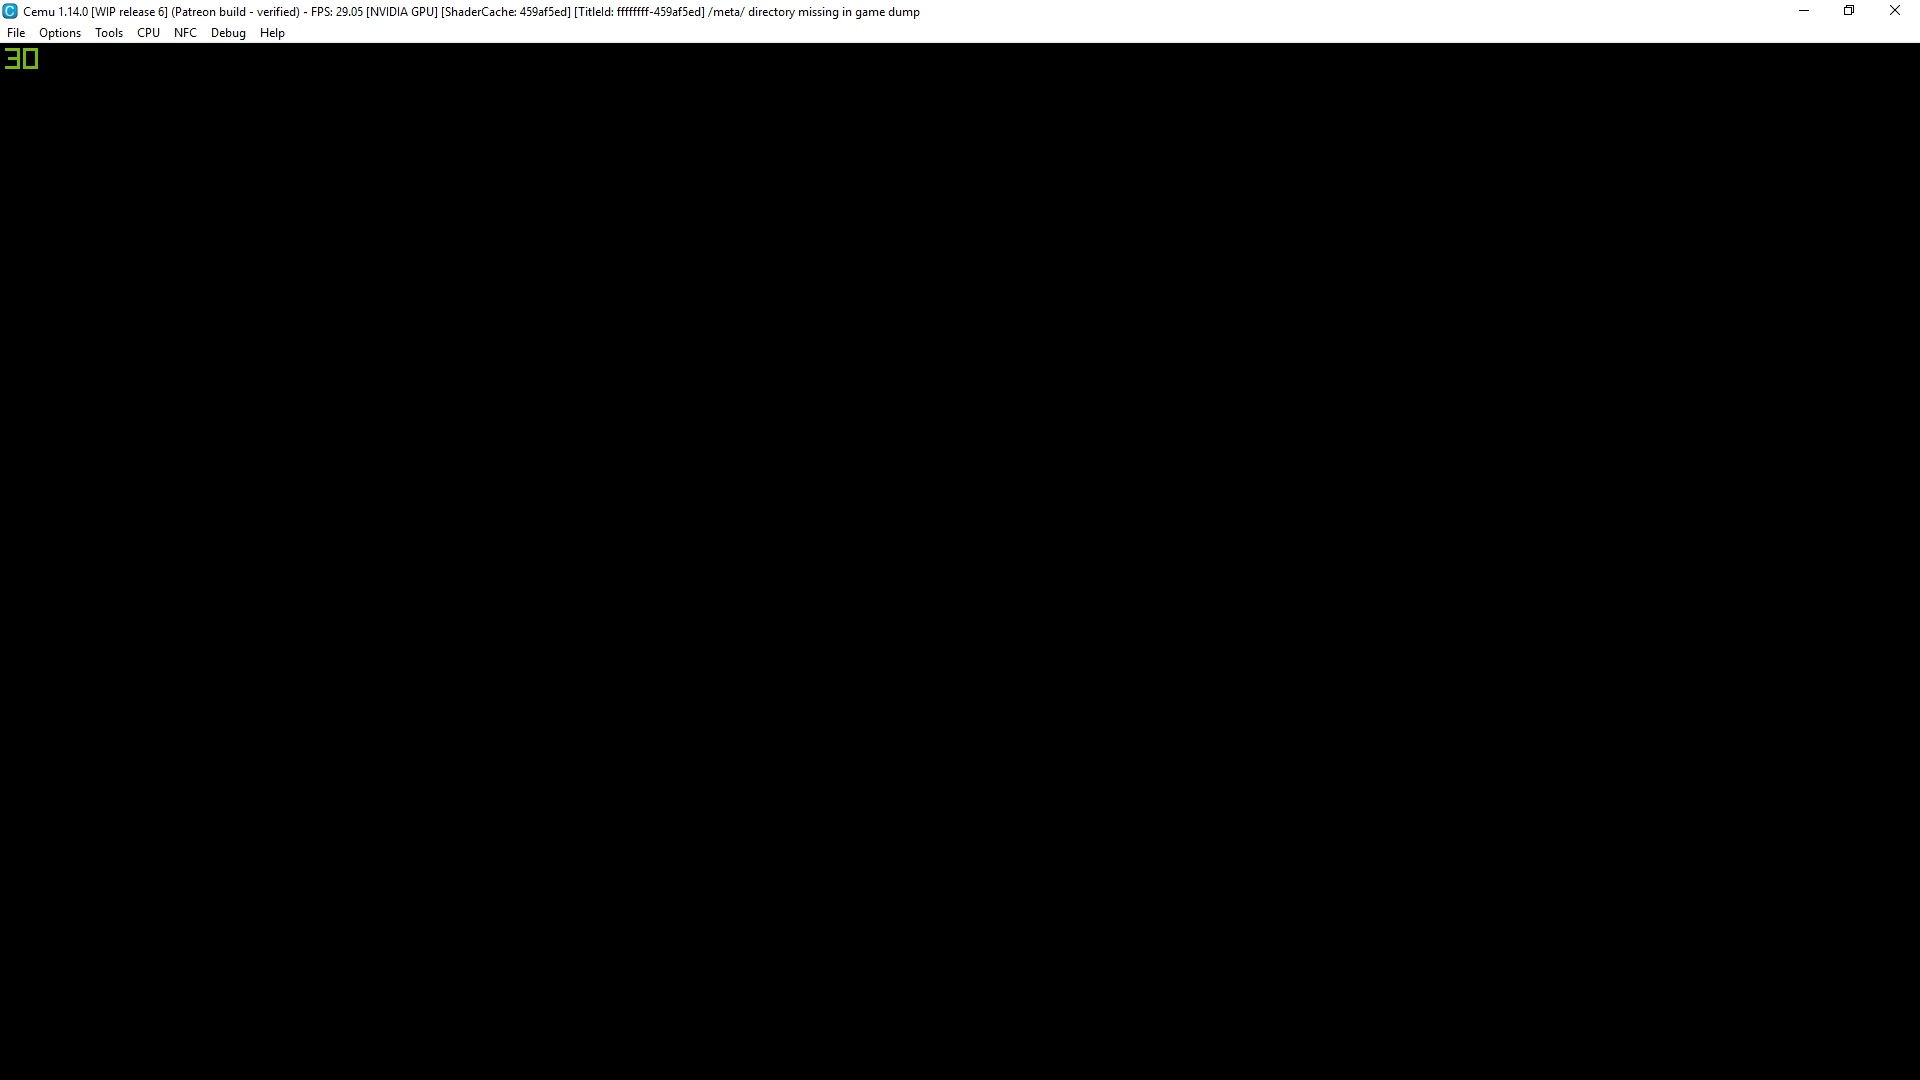 Cemu 1.14.0 [WIP release 6] (Patreon build - verified) - FPS: 29.05 [NVIDIA GPU] [ShaderCache: 459af5ed] [TitleId: ffffffff-459af5ed] /meta/ directory missing in game dump
File Options Tools CPU NFC Debug Help
30